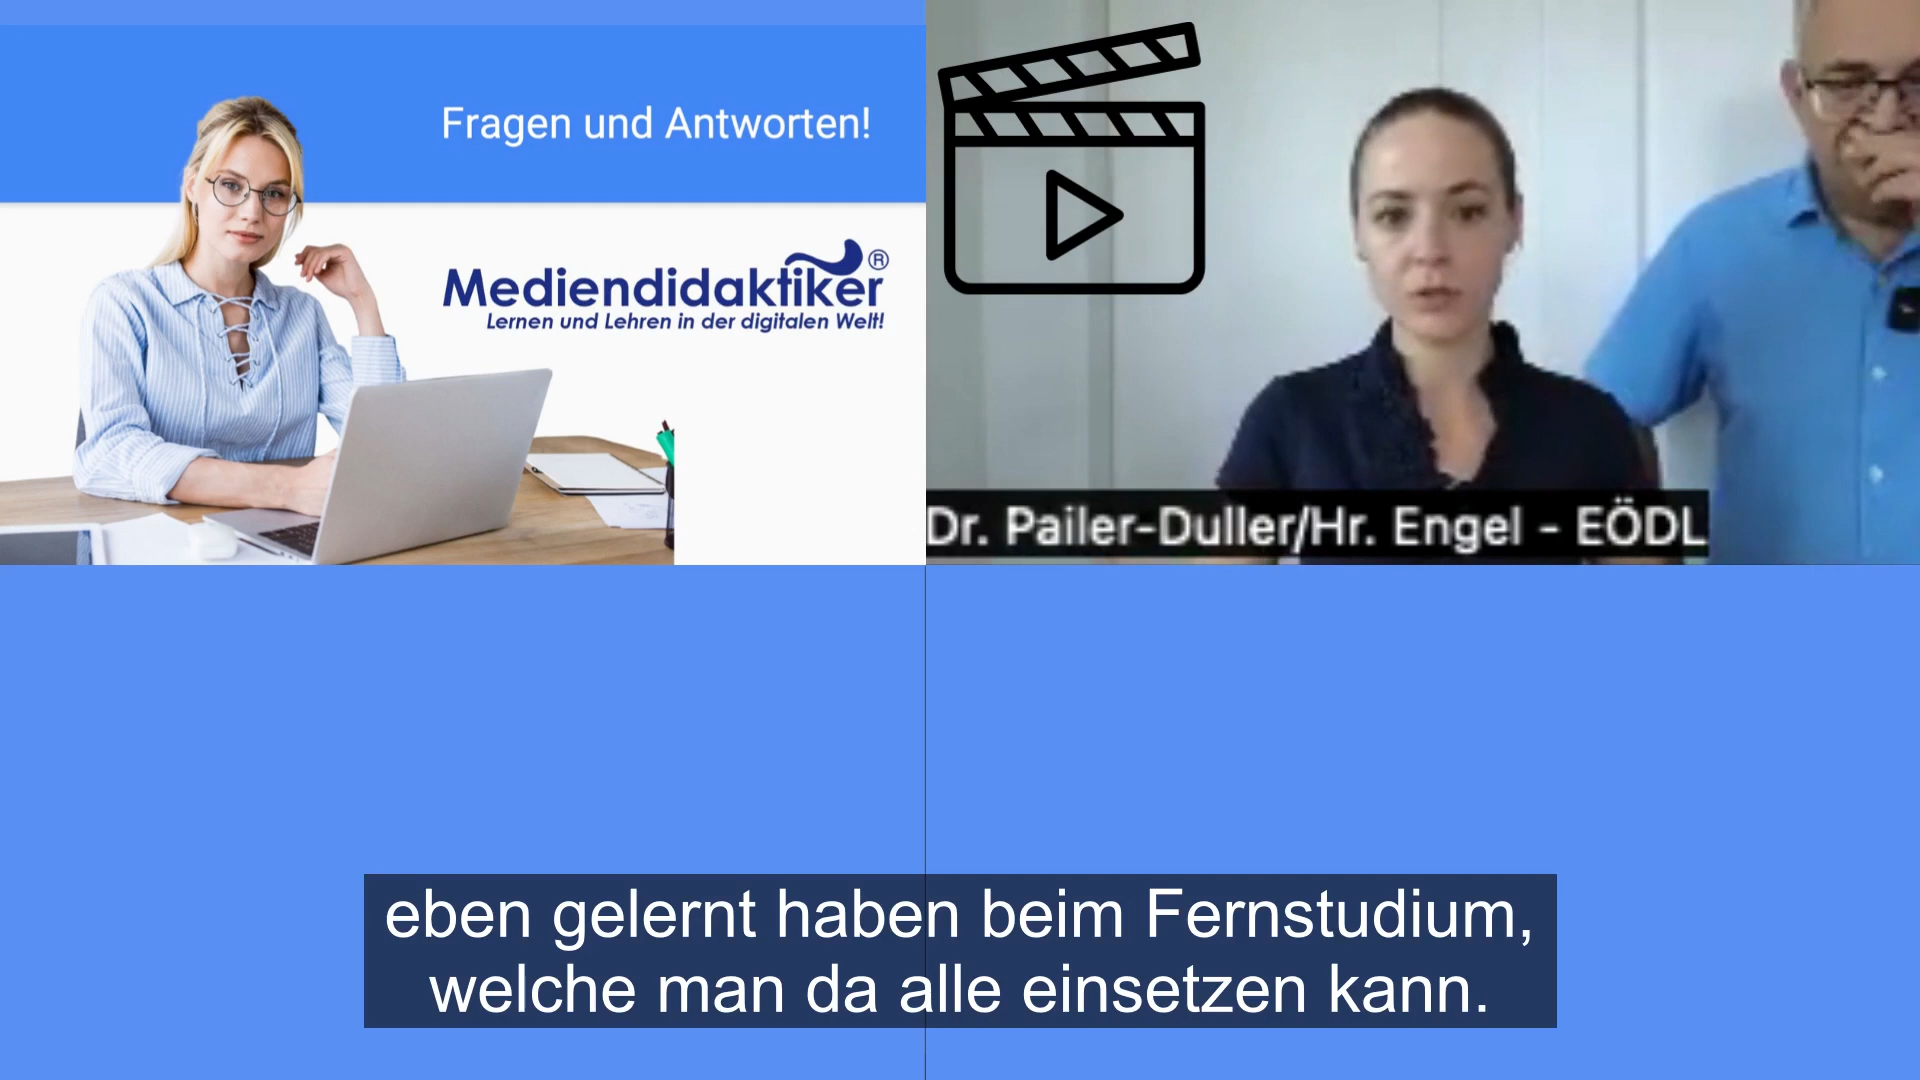 Fragen und Antworten!
Mediendidaktiker®
Lernen und Lehren in der digitalen Welt!
Dr. Pailer-Duller/Hr. Engel - EÖDL
eben gelernt haben beim Fernstudium,
welche man da alle einsetzen kann.